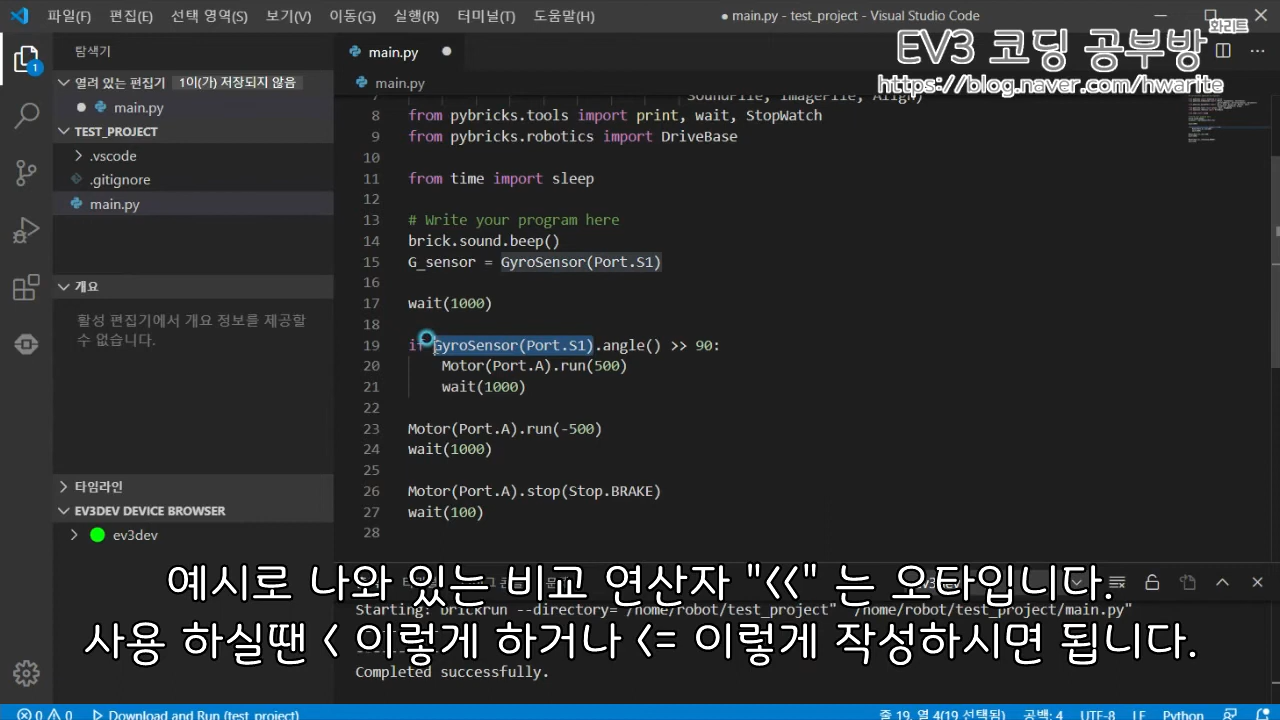 파일(F) 편집(E) 선택 영역(S) 보기(V) 이동(G) 실행(R) 터미널(T) 도움말(H)
● main.py - test_project - Visual Studio Code
화리트
EV3 코딩 공부방
https://blog.naver.com/hwarite
탐색기
열려 있는 편집기 1이(가) 저장되지 않음
main.py
TEST_PROJECT
.vscode
.gitignore
main.py
개요
활성 편집기에서 개요 정보를 제공할
수 없습니다.
타임라인
EV3DEV DEVICE BROWSER
ev3dev
main.py
main.py
7 SoundFile, ImageFile, Align)
8 from pybricks.tools import print, wait, StopWatch
9 from pybricks.robotics import DriveBase
10
11 from time import sleep
12
13 # Write your program here
14 brick.sound.beep()
15 G_sensor = GyroSensor(Port.S1)
16
17 wait(1000)
18
19 if GyroSensor(Port.S1).angle() >> 90:
20 Motor(Port.A).run(500)
21 wait(1000)
22
23 Motor(Port.A).run(-500)
24 wait(1000)
25
26 Motor(Port.A).stop(Stop.BRAKE)
27 wait(100)
28
예시로 나와 있는 비교 연산자 "<<" 는 오타입니다.
Starting: brickrun --directory="/home/robot/test_project" "/home/robot/test_project/main.py"
사용 하실땐 < 이렇게 하거나 <= 이렇게 작성하시면 됩니다.
Completed successfully.
0 0 Download and Run (test_project) 줄 19, 열 4(19 선택됨) 공백: 4 UTF-8 LF Python